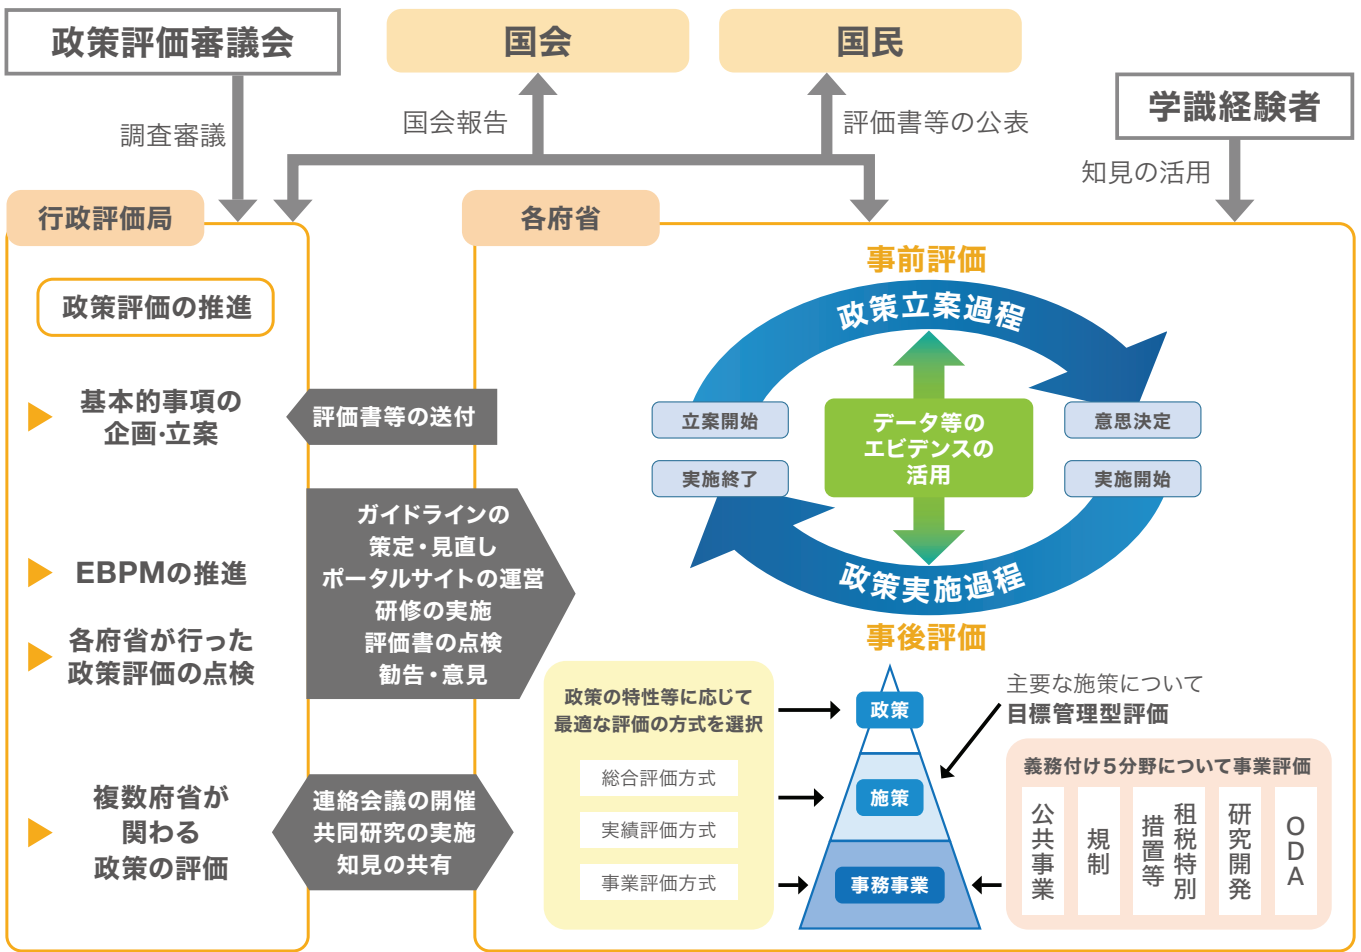 政策評価審議会
国会
国民
学識経験者
調査審議
国会報告
評価書等の公表
知見の活用
行政評価局
政策評価の推進
基本的事項の
企画・立案
EBPMの推進
各府省が行った
政策評価の点検
複数府省が
関わる
政策の評価
評価書等の送付
ガイドラインの
策定・見直し
ポータルサイトの運営
研修の実施
評価書の点検
勧告・意見
連絡会議の開催
共同研究の実施
知見の共有
各府省
事前評価
政策立案過程
立案開始
意思決定
データ等の
エビデンスの
活用
実施終了
実施開始
政策実施過程
事後評価
政策の特性等に応じて
最適な評価の方式を選択
総合評価方式
実績評価方式
事業評価方式
政策
施策
事務事業
主要な施策について
目標管理型評価
義務付け5分野について事業評価
公共事業
規制
租税特別
措置等
研究開発
ODA